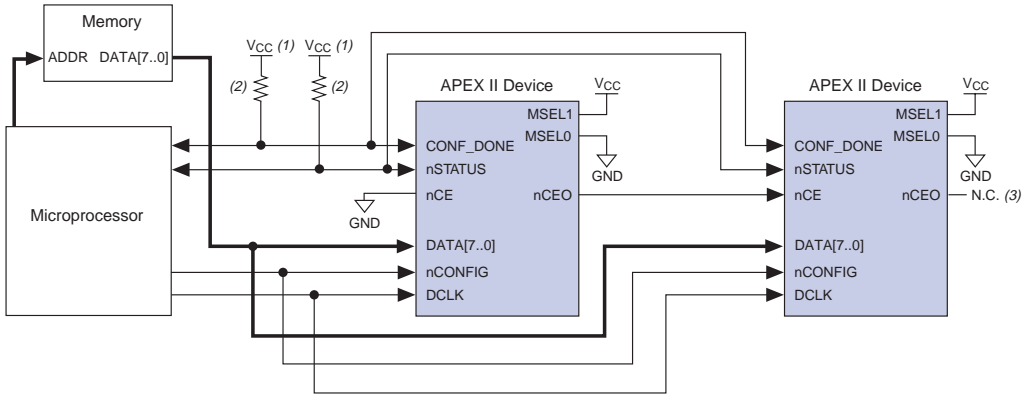 Memory
ADDR DATA[7..0]
VCC (1) VCC (1)
(2) (2)
Microprocessor
APEX II Device
VCC
MSEL1
MSEL0
GND
CONF_DONE
nSTATUS
nCE
nCEO
GND
DATA[7..0]
nCONFIG
DCLK
APEX II Device
VCC
MSEL1
MSEL0
GND
CONF_DONE
nSTATUS
nCE
nCEO
N.C. (3)
DATA[7..0]
nCONFIG
DCLK